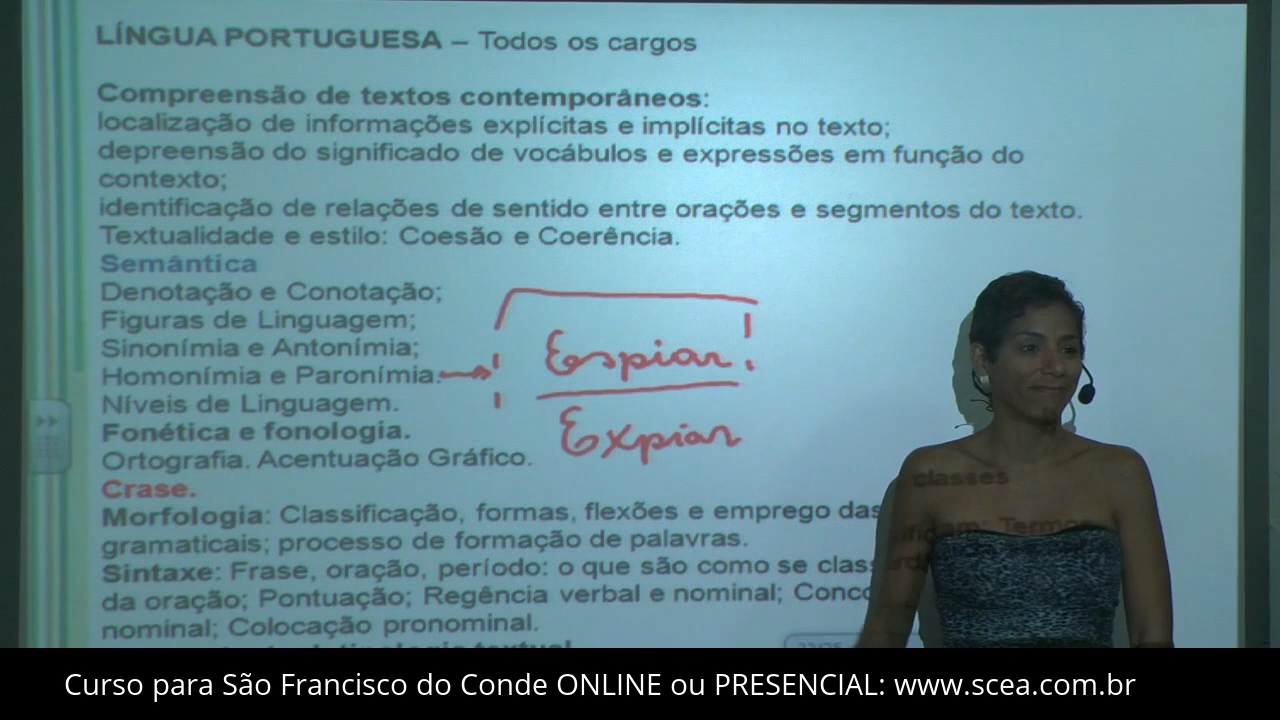 LÍNGUA PORTUGUESA – Todos os cargos
Compreensão de textos contemporâneos:
localização de informações explícitas e implícitas no texto;
depreensão do significado de vocábulos e expressões em função do
contexto;
identificação de relações de sentido entre orações e segmentos do texto.
Textualidade e estilo: Coesão e Coerência.
Semântica
Denotação e Conotação;
Figuras de Linguagem;
Sinonímia e Antonímia;
Espiar
Homonímia e Paronímia.
Níveis de Linguagem.
Expiar
Fonética e fonologia.
Ortografia. Acentuação Gráfico.
Crase.
Morfologia: Classificação, formas, flexões e emprego das classes
gramaticais; processo de formação de palavras.
Sintaxe: Frase, oração, período: o que são como se clas ificam: Termos
da oração; Pontuação; Regência verbal e nominal; Conco
nominal; Colocação pronominal.
Curso para São Francisco do Conde ONLINE ou PRESENCIAL: www.scea.com.br